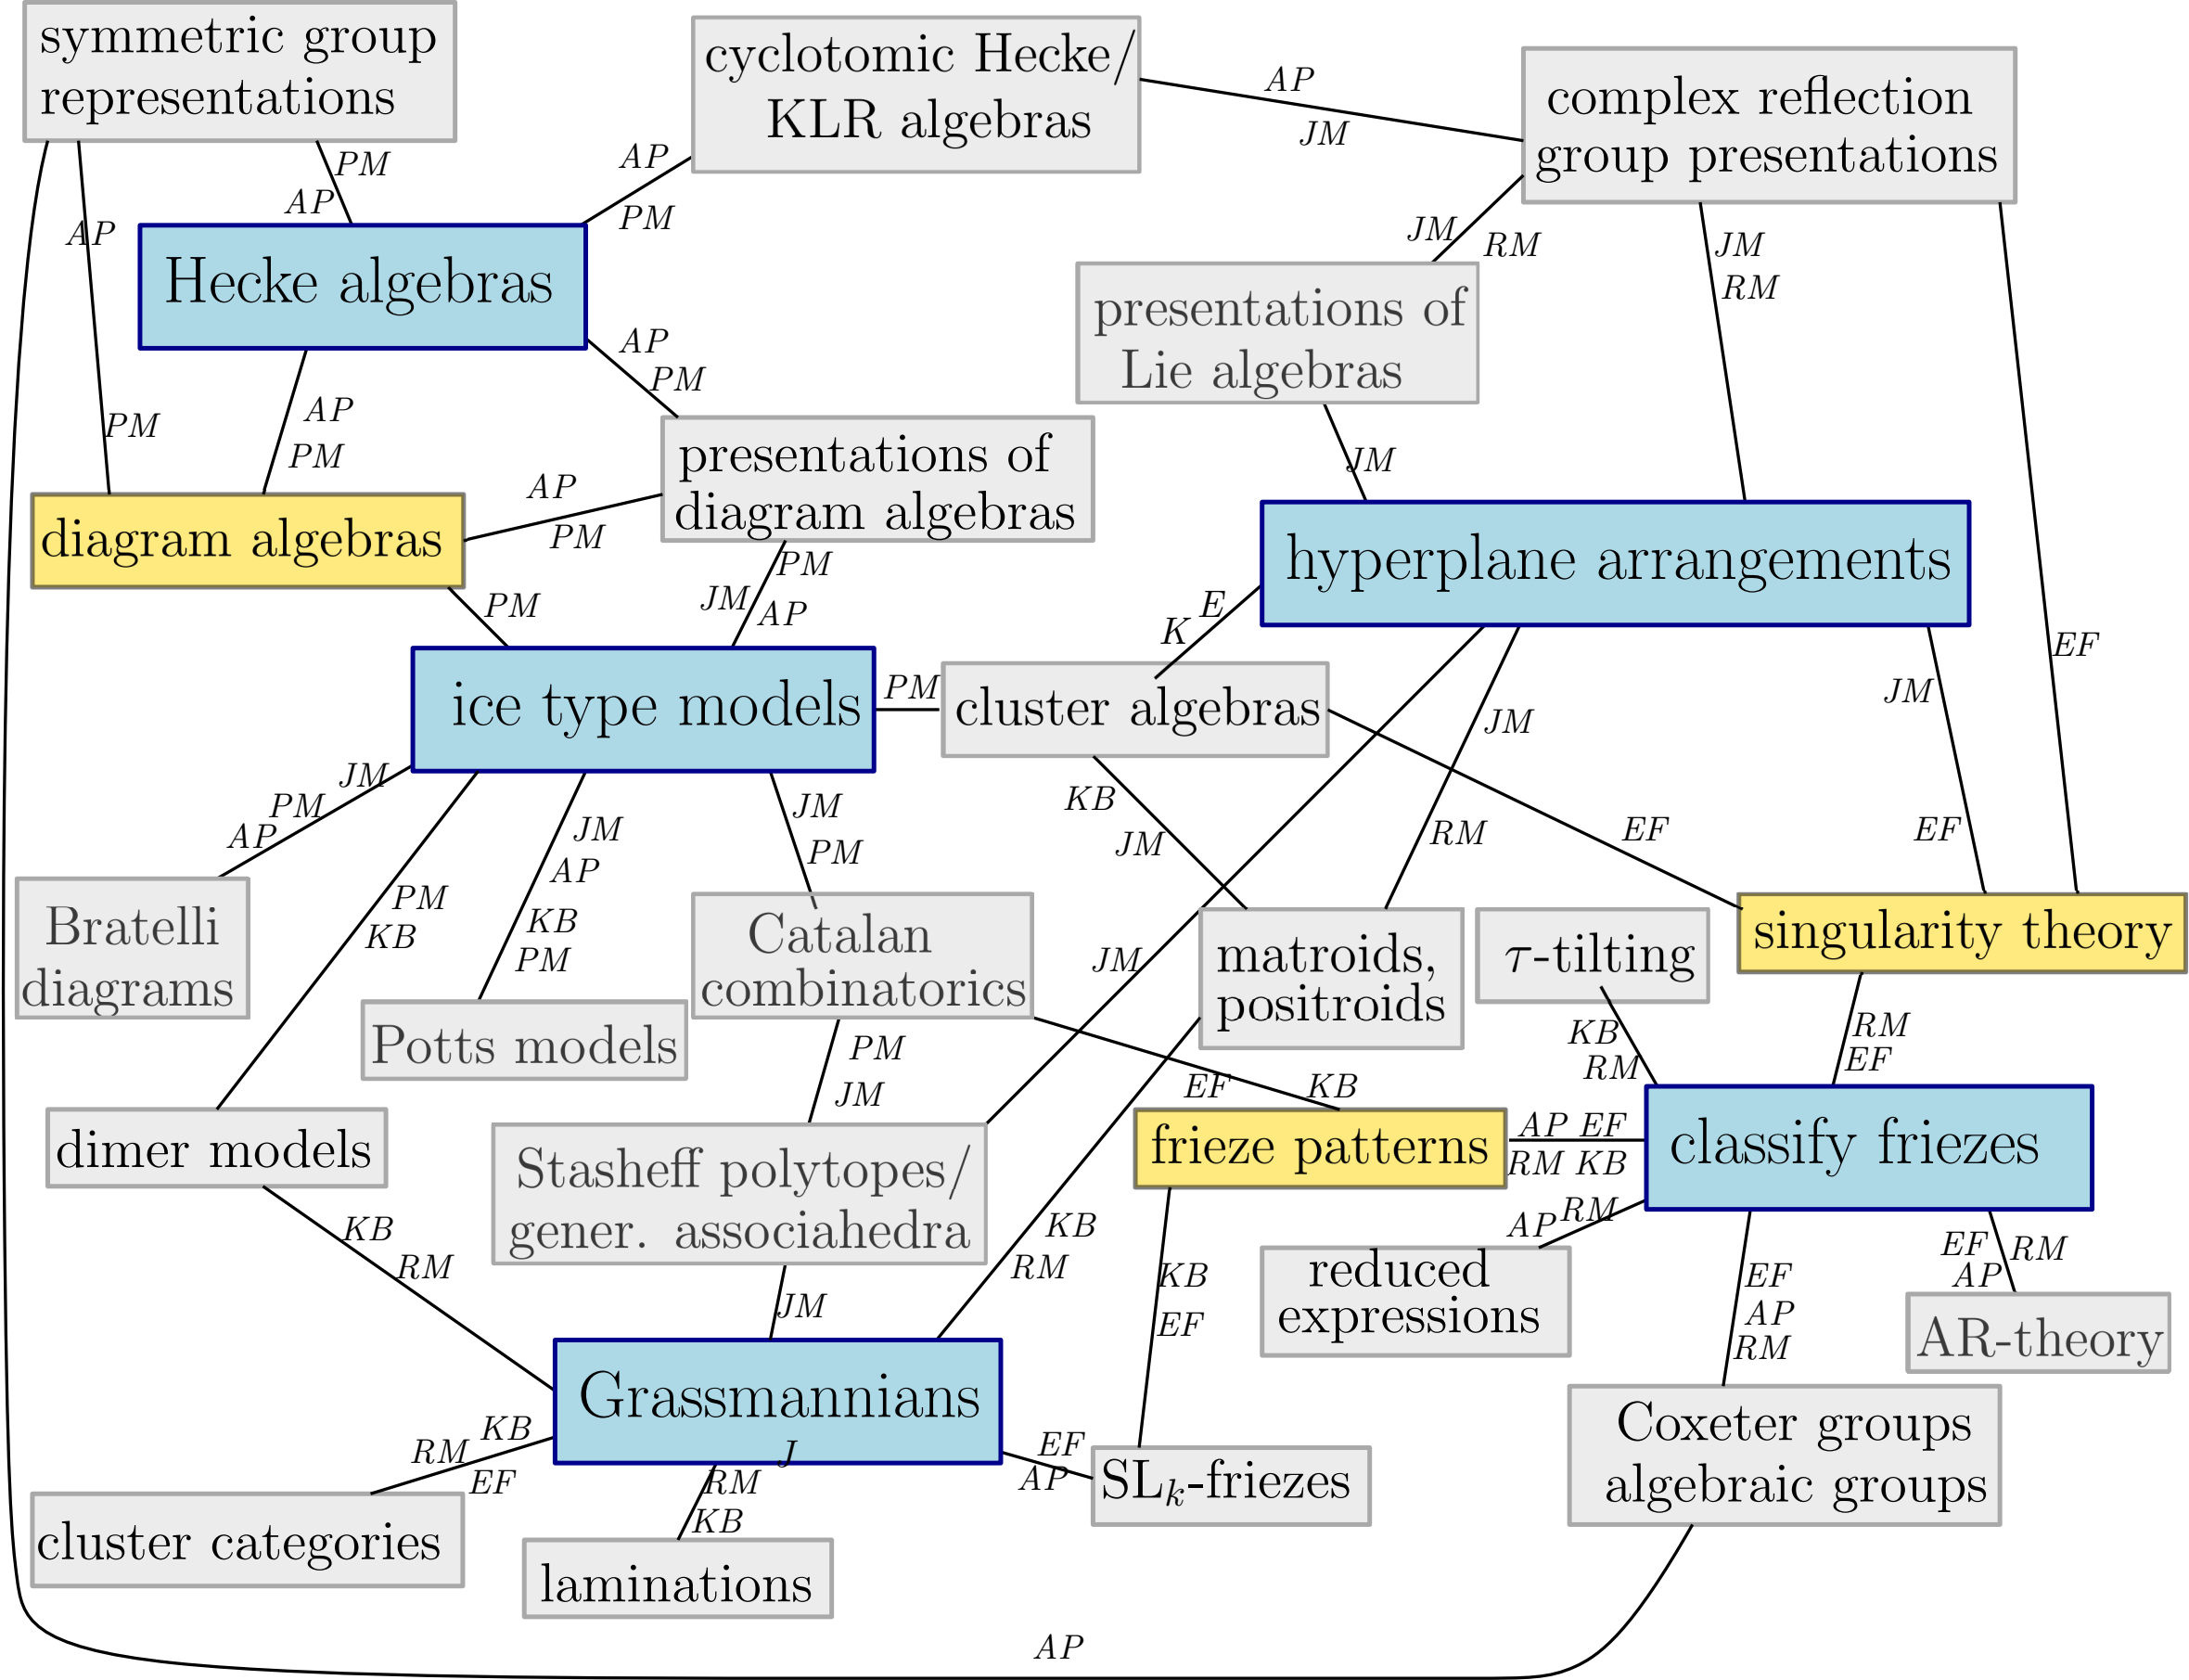 symmetric group
representations
cyclotomic Hecke/
KLR algebras
AP
JM
complex reflection
group presentations
PM
AP
AP
PM
AP
PM
Hecke algebras
JM
RM
JM
RM
presentations of
Lie algebras
AP
PM
AP
PM
JM
presentations of
diagram algebras
AP
PM
diagram algebras
hyperplane arrangements
PM
PM
JM
AP
E
K
EF
ice type models
PM
cluster algebras
JM
JM
EF
JM
PM
AP
JM
AP
KB
PM
JM
PM
KB
JM
RM
EF
EF
PM
KB
Bratelli
diagrams
Catalan
combinatorics
JM
matroids,
positroids
τ-tilting
singularity theory
Potts models
PM
JM
KB
RM
RM
EF
EF
KB
dimer models
Stasheff polytopes/
gener. associahedra
frieze patterns
AP EF
RM KB
classify friezes
KB
RM
KB
RM
KB
EF
AP
RM
reduced
expressions
EF
AP
RM
EF
AP
RM
AR-theory
JM
Grassmannians
J
Coxeter groups
algebraic groups
KB
RM
EF
RM
KB
EF
AP
SLk-friezes
cluster categories
laminations
AP